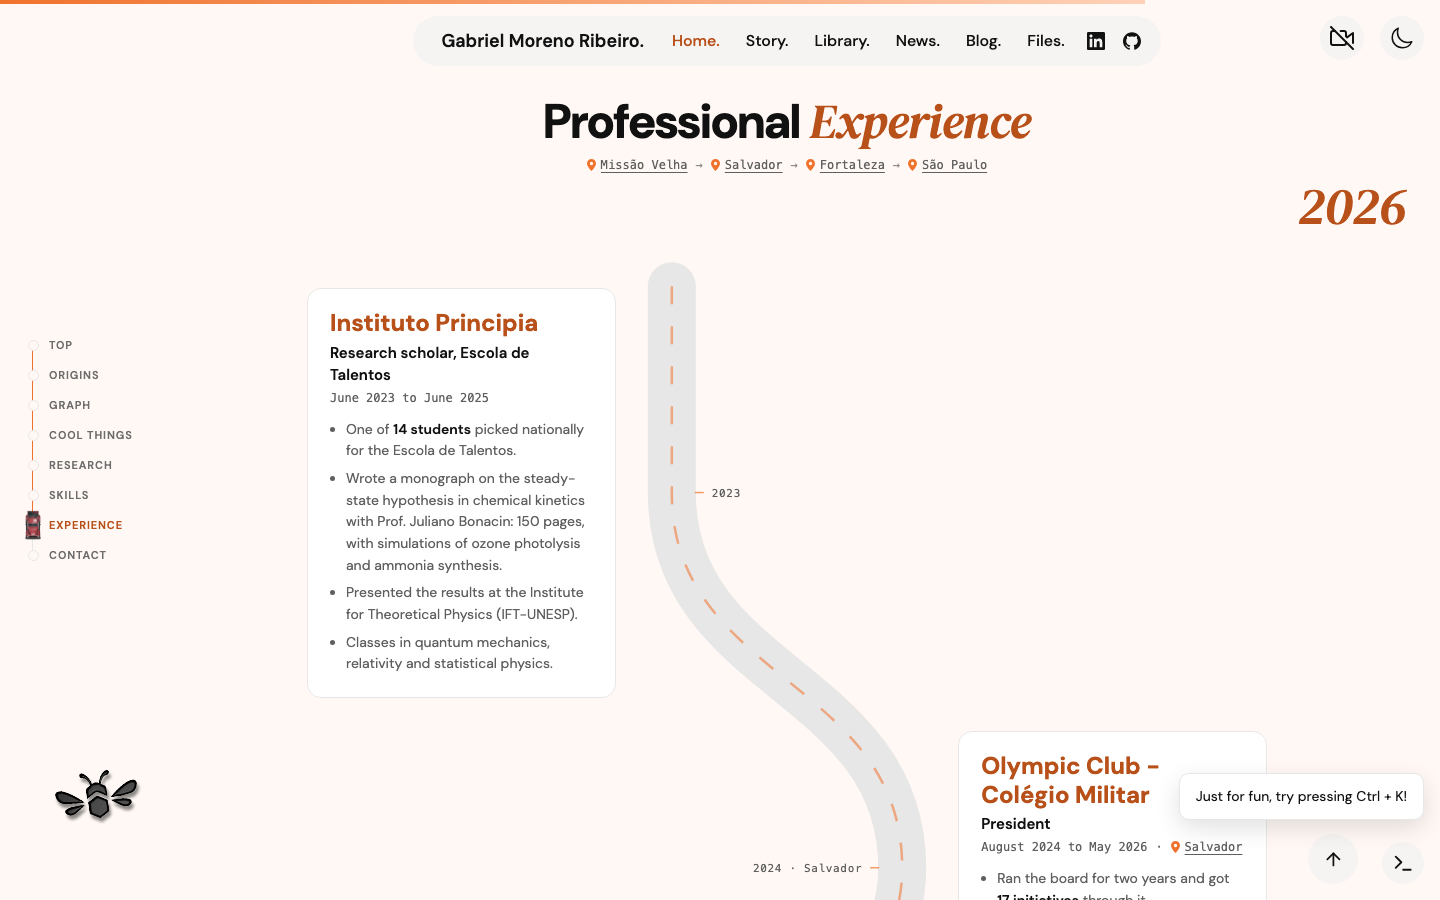 Gabriel Moreno Ribeiro. Home. Story. Library. News. Blog. Files.
Professional Experience
Missão Velha → Salvador → Fortaleza → São Paulo
2026
TOP
ORIGINS
GRAPH
COOL THINGS
RESEARCH
SKILLS
EXPERIENCE
CONTACT
Instituto Principia
Research scholar, Escola de
Talentos
June 2023 to June 2025
• One of 14 students picked nationally
for the Escola de Talentos.
• Wrote a monograph on the steady-
state hypothesis in chemical kinetics
with Prof. Juliano Bonacin: 150 pages,
with simulations of ozone photolysis
and ammonia synthesis.
• Presented the results at the Institute
for Theoretical Physics (IFT-UNESP).
• Classes in quantum mechanics,
relativity and statistical physics.
2023
2024 · Salvador
Olympic Club -
Colégio Militar
President
August 2024 to May 2026 · Salvador
• Ran the board for two years and got
17 initiatives through it
Just for fun, try pressing Ctrl + K!